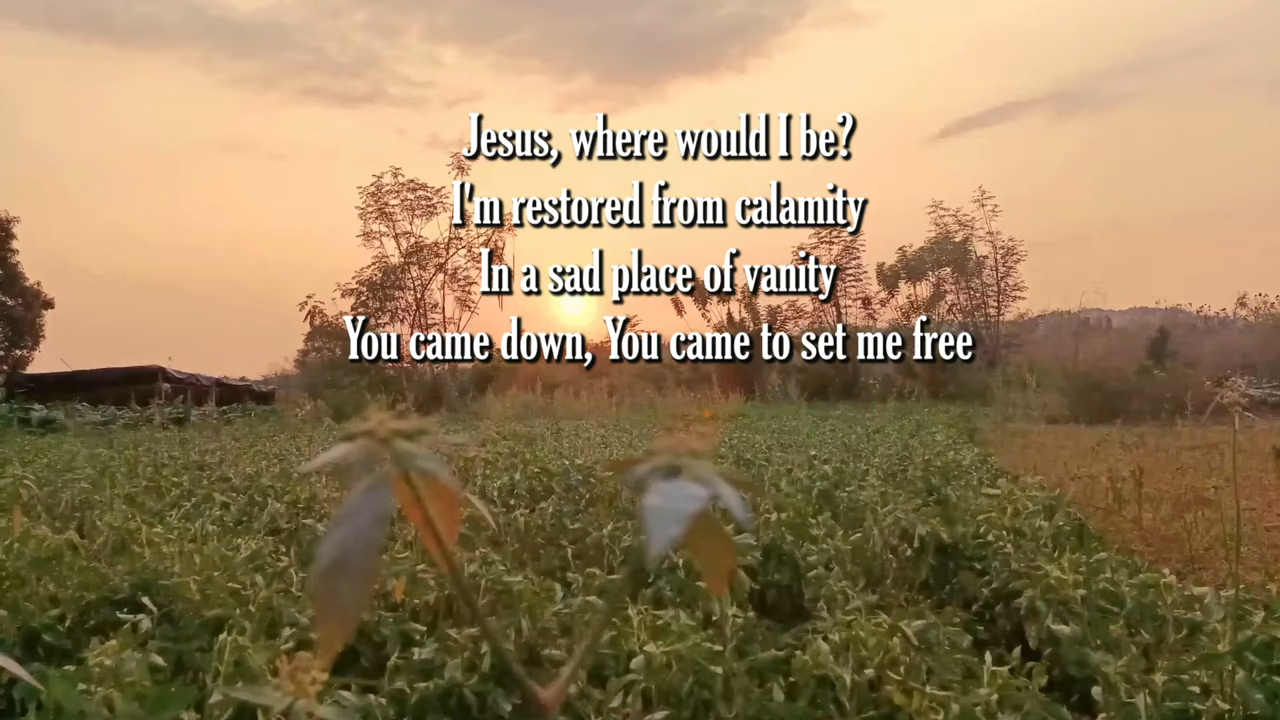 Jesus, where would I be?
I'm restored from calamity
In a sad place of vanity
You came down, You came to set me free